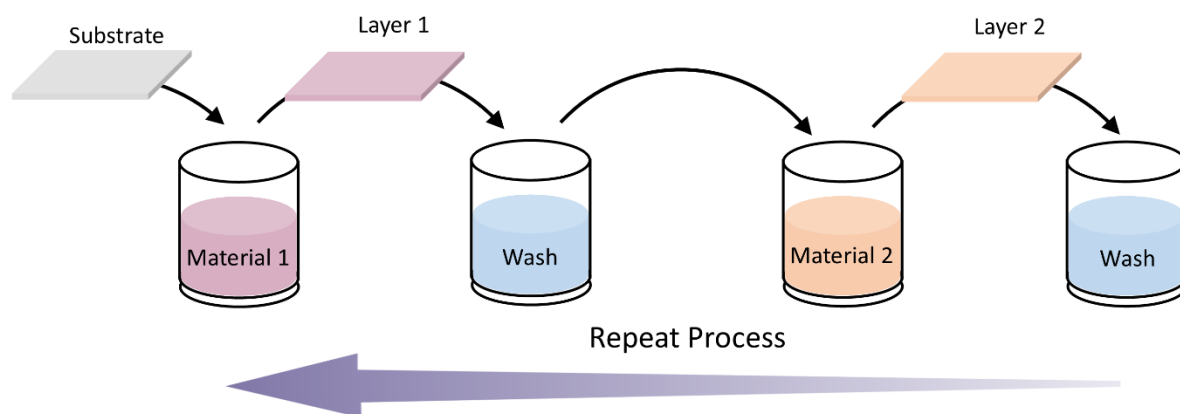 Substrate
Layer 1
Layer 2
Material 1
Wash
Material 2
Wash
Repeat Process